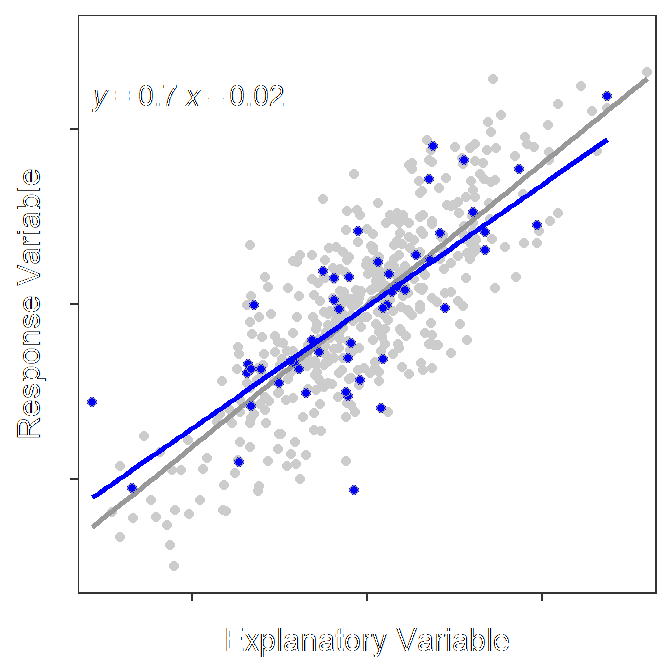 y = 0.7 x - 0.02
Response Variable
Explanatory Variable